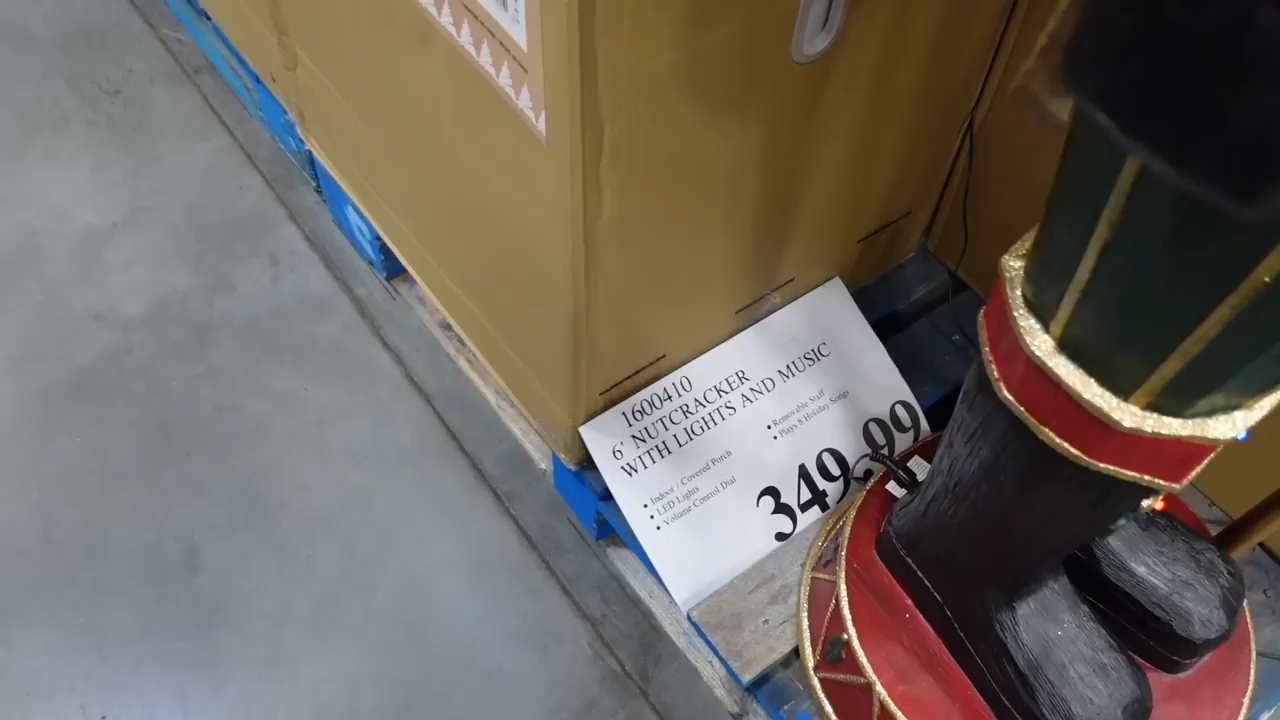 1600410
6' NUTCRACKER
WITH LIGHTS AND MUSIC
• Indoor / Covered Porch
• LED Lights
• Volume Control Dial
• Removable Staff
• Plays 8 Holiday Songs
349.99